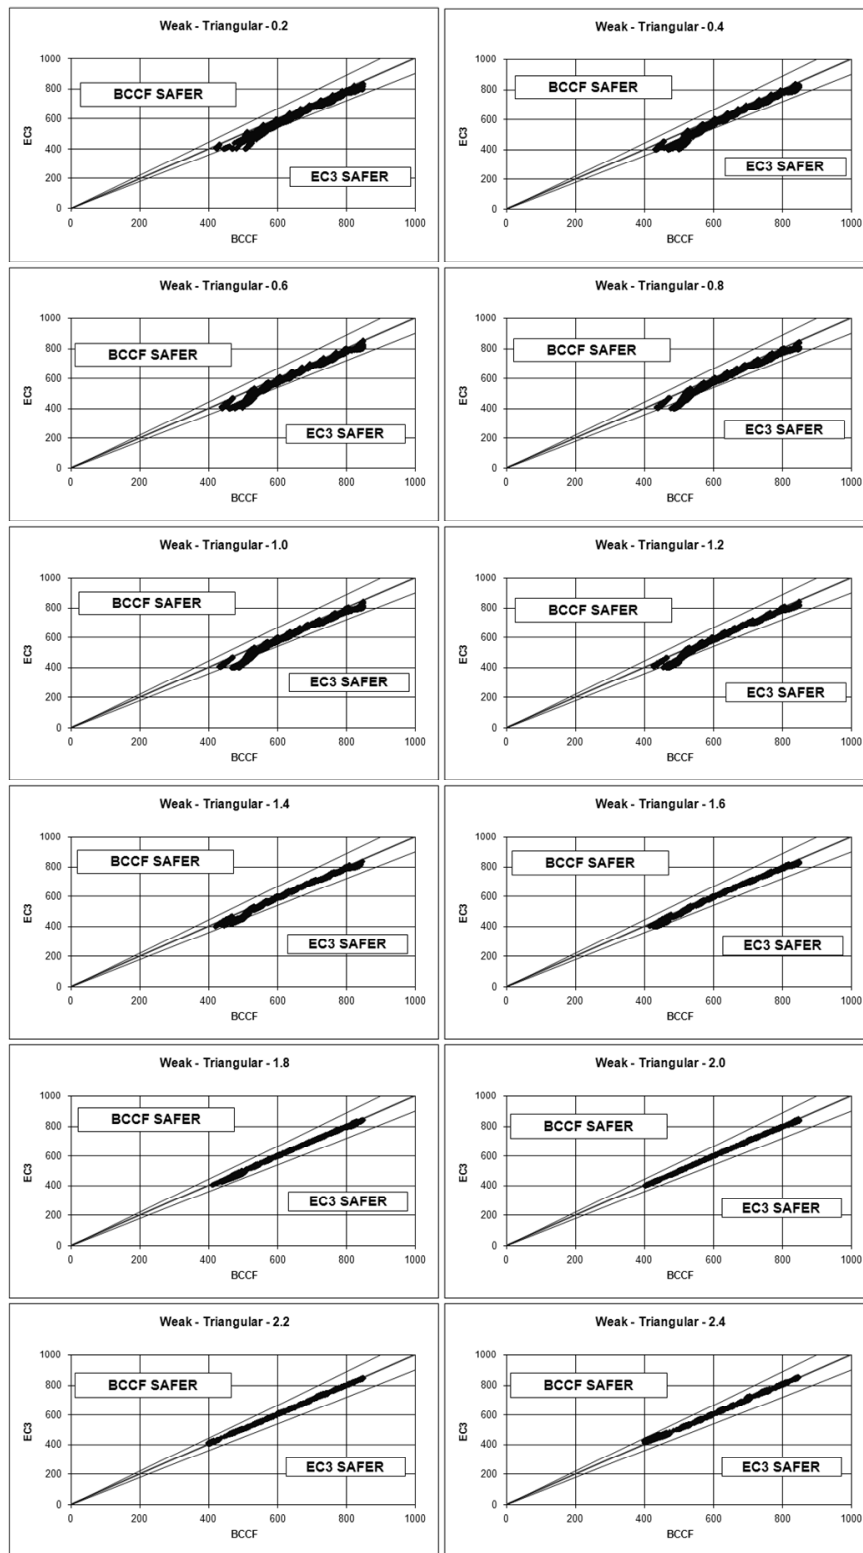 Weak - Triangular - 0.2
1000
800
600
400
200
0
EC3
BCCF SAFER
EC3 SAFER
0 200 400 600 800 1000
BCCF
Weak - Triangular - 0.4
1000
800
600
400
200
0
EC3
BCCF SAFER
EC3 SAFER
0 200 400 600 800 1000
BCCF
Weak - Triangular - 0.6
1000
800
600
400
200
0
EC3
BCCF SAFER
EC3 SAFER
0 200 400 600 800 1000
BCCF
Weak - Triangular - 0.8
1000
800
600
400
200
0
EC3
BCCF SAFER
EC3 SAFER
0 200 400 600 800 1000
BCCF
Weak - Triangular - 1.0
1000
800
600
400
200
0
EC3
BCCF SAFER
EC3 SAFER
0 200 400 600 800 1000
BCCF
Weak - Triangular - 1.2
1000
800
600
400
200
0
EC3
BCCF SAFER
EC3 SAFER
0 200 400 600 800 1000
BCCF
Weak - Triangular - 1.4
1000
800
600
400
200
0
EC3
BCCF SAFER
EC3 SAFER
0 200 400 600 800 1000
BCCF
Weak - Triangular - 1.6
1000
800
600
400
200
0
EC3
BCCF SAFER
EC3 SAFER
0 200 400 600 800 1000
BCCF
Weak - Triangular - 1.8
1000
800
600
400
200
0
EC3
BCCF SAFER
EC3 SAFER
0 200 400 600 800 1000
BCCF
Weak - Triangular - 2.0
1000
800
600
400
200
0
EC3
BCCF SAFER
EC3 SAFER
0 200 400 600 800 1000
BCCF
Weak - Triangular - 2.2
1000
800
600
400
200
0
EC3
BCCF SAFER
EC3 SAFER
0 200 400 600 800 1000
BCCF
Weak - Triangular - 2.4
1000
800
600
400
200
0
EC3
BCCF SAFER
EC3 SAFER
0 200 400 600 800 1000
BCCF